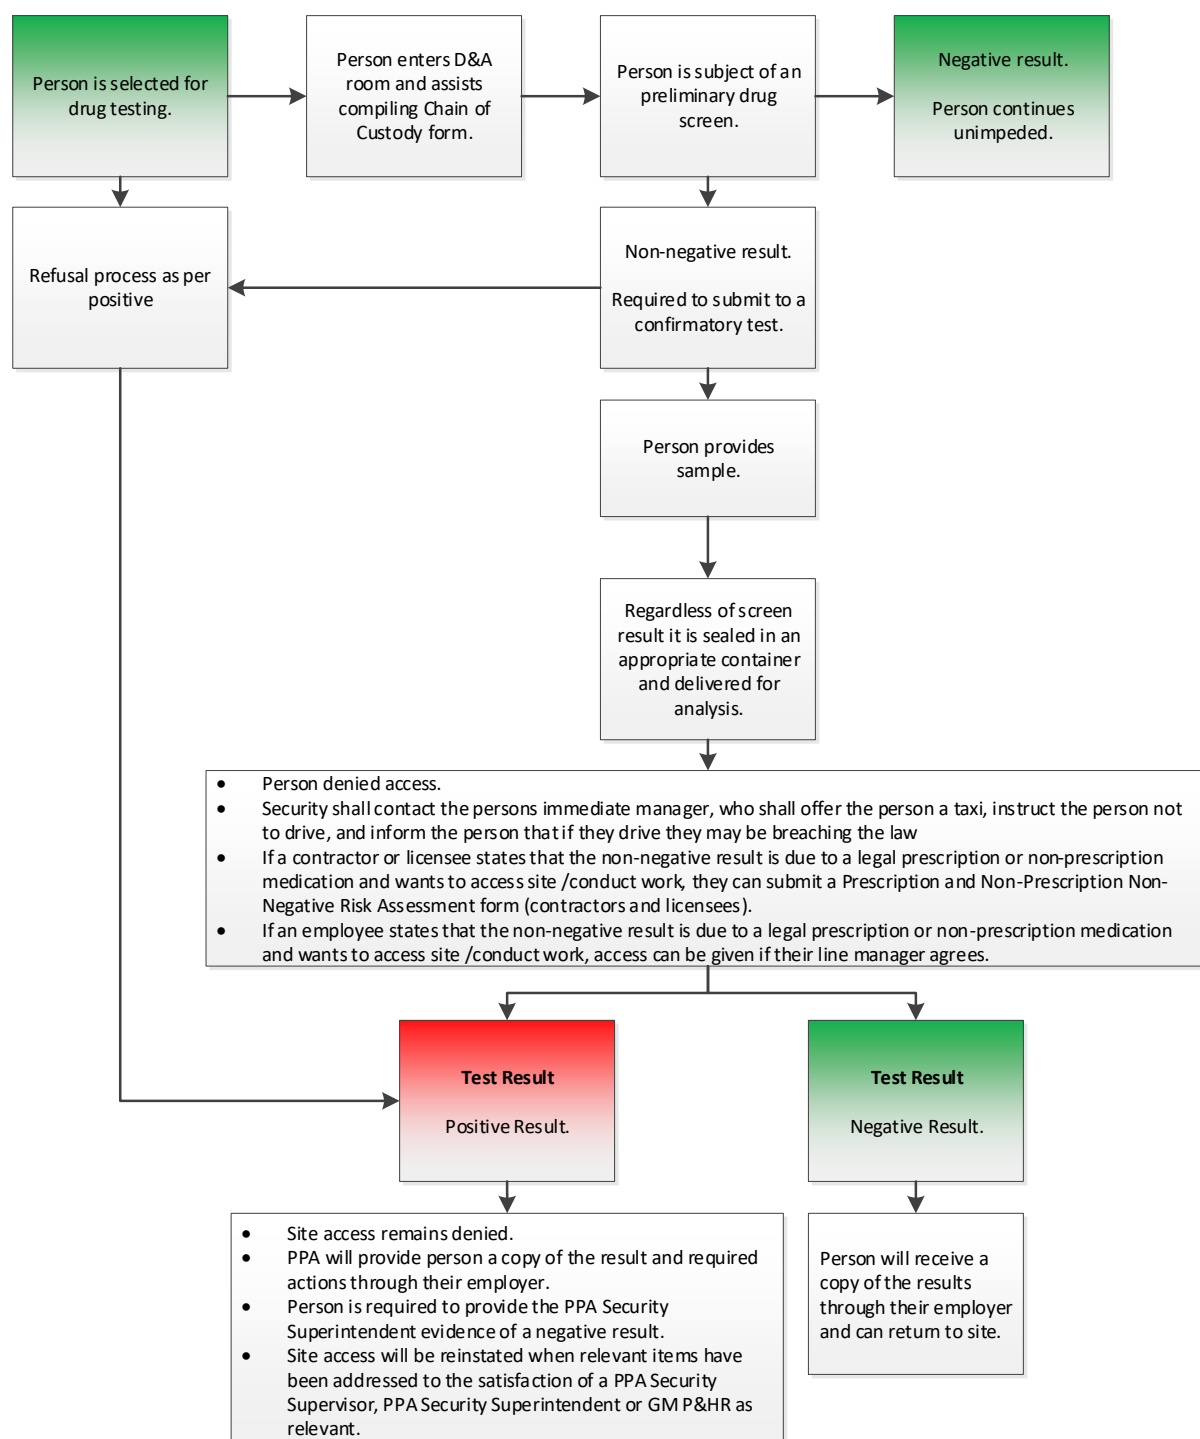 Person is selected for
drug testing.
Person enters D&A
room and assists
compiling Chain of
Custody form.
Person is subject of an
preliminary drug
screen.
Negative result.
Person continues
unimpeded.
Refusal process as per
positive
Non-negative result.
Required to submit to a
confirmatory test.
Person provides
sample.
Regardless of screen
result it is sealed in an
appropriate container
and delivered for
analysis.
• Person denied access.
• Security shall contact the persons immediate manager, who shall offer the person a taxi, instruct the person not
to drive, and inform the person that if they drive they may be breaching the law
• If a contractor or licensee states that the non-negative result is due to a legal prescription or non-prescription
medication and wants to access site /conduct work, they can submit a Prescription and Non-Prescription Non-
Negative Risk Assessment form (contractors and licensees).
• If an employee states that the non-negative result is due to a legal prescription or non-prescription medication
and wants to access site /conduct work, access can be given if their line manager agrees.
Test Result
Positive Result.
Test Result
Negative Result.
• Site access remains denied.
• PPA will provide person a copy of the result and required
actions through their employer.
• Person is required to provide the PPA Security
Superintendent evidence of a negative result.
• Site access will be reinstated when relevant items have
been addressed to the satisfaction of a PPA Security
Supervisor, PPA Security Superintendent or GM P&HR as
relevant.
Person will receive a
copy of the results
through their employer
and can return to site.